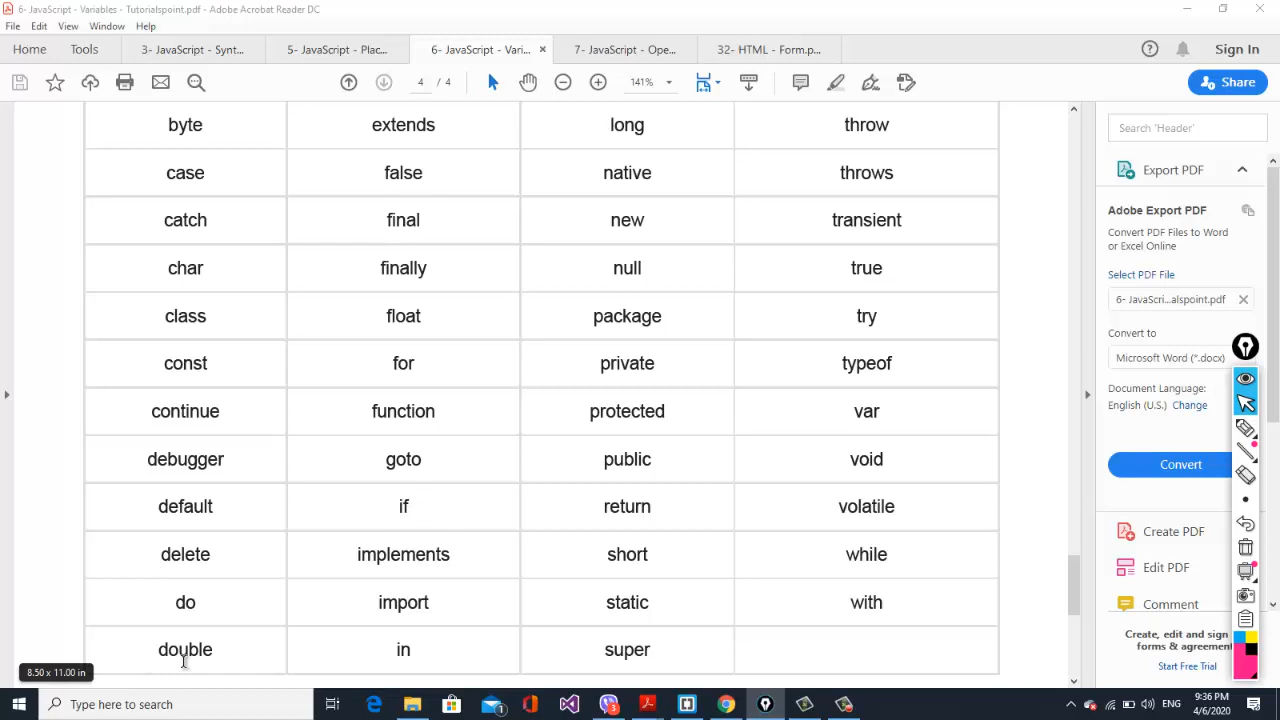 6- JavaScript - Variables - Tutorialspoint.pdf - Adobe Acrobat Reader DC
File Edit View Window Help
Home Tools 3- JavaScript - Synt... 5- JavaScript - Plac... 6- JavaScript - Vari... × 7- JavaScript - Ope... 32- HTML - Form.p... Sign In
4 / 4 141% Share
byte extends long throw
case false native throws
catch final new transient
char finally null true
class float package try
const for private typeof
continue function protected var
debugger goto public void
default if return volatile
delete implements short while
do import static with
double in super
8.50 x 11.00 in
Search 'Header'
Export PDF
Adobe Export PDF
Convert PDF Files to Word
or Excel Online
Select PDF File
6- JavaScri...alspoint.pdf
Convert to
Microsoft Word (*.docx)
Document Language:
English (U.S.) Change
Convert
Create PDF
Edit PDF
Comment
Create, edit and sign
forms & agreement
Start Free Trial
Type here to search
ENG
9:36 PM
4/6/2020